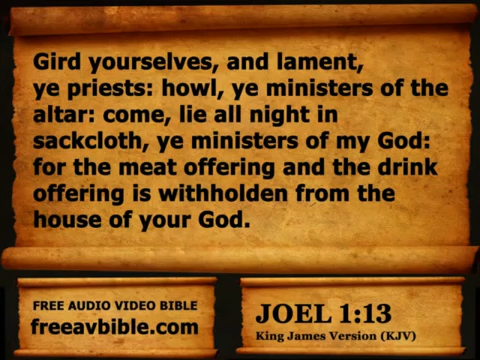 Gird yourselves, and lament,
ye priests: howl, ye ministers of the
altar: come, lie all night in
sackcloth, ye ministers of my God:
for the meat offering and the drink
offering is withholden from the
house of your God.
FREE AUDIO VIDEO BIBLE
freeavbible.com
JOEL 1:13
King James Version (KJV)